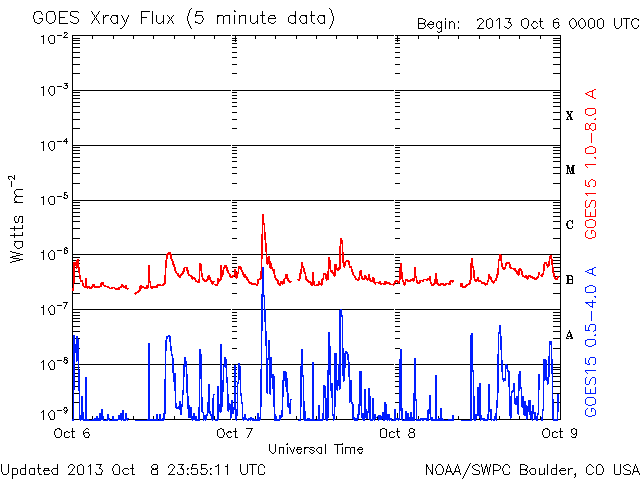 GOES Xray Flux (5 minute data)
Begin: 2013 Oct 6 0000 UTC
10⁻²
10⁻³
10⁻⁴
10⁻⁵
10⁻⁶
10⁻⁷
10⁻⁸
10⁻⁹
Watts m⁻²
X
M
C
B
A
GOES15 1.0-8.0 A
GOES15 0.5-4.0 A
Oct 6
Oct 7
Oct 8
Oct 9
Universal Time
Updated 2013 Oct 8 23:55:11 UTC
NOAA/SWPC Boulder, CO USA